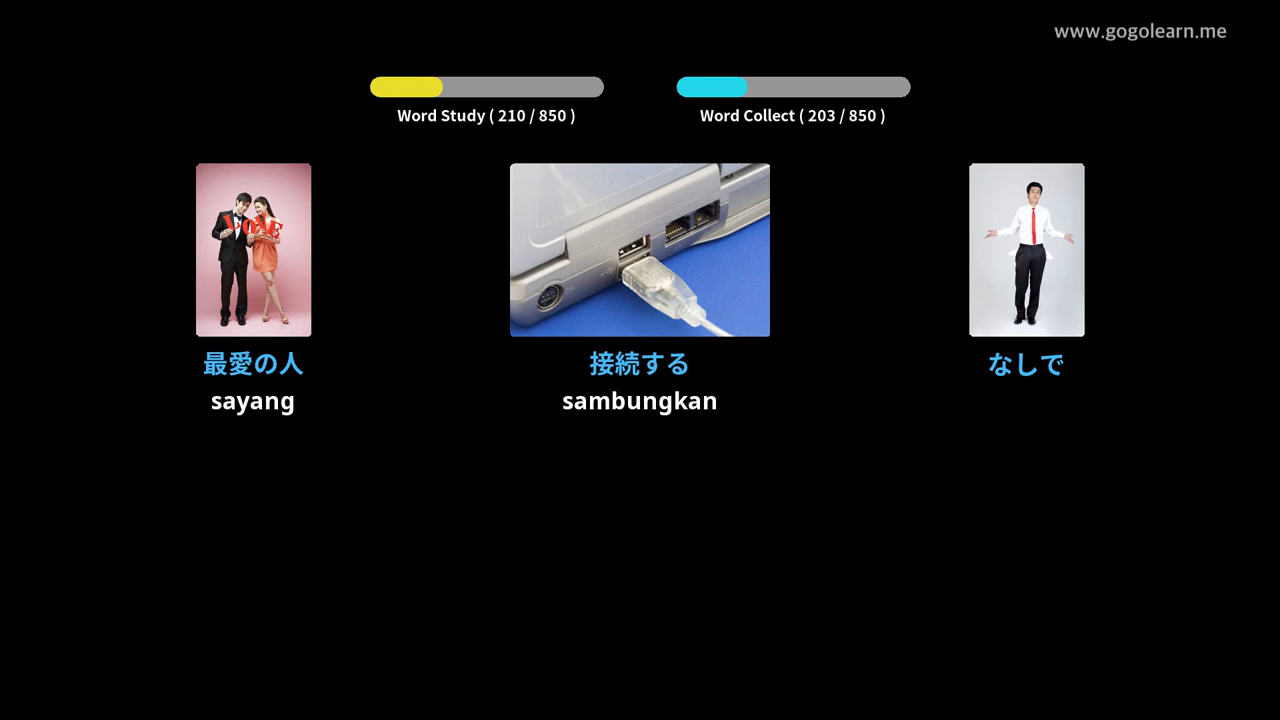 www.gogolearn.me
Word Study ( 210 / 850 )
Word Collect ( 203 / 850 )
LOVE
最愛の人
接続する
なしで
sayang
sambungkan